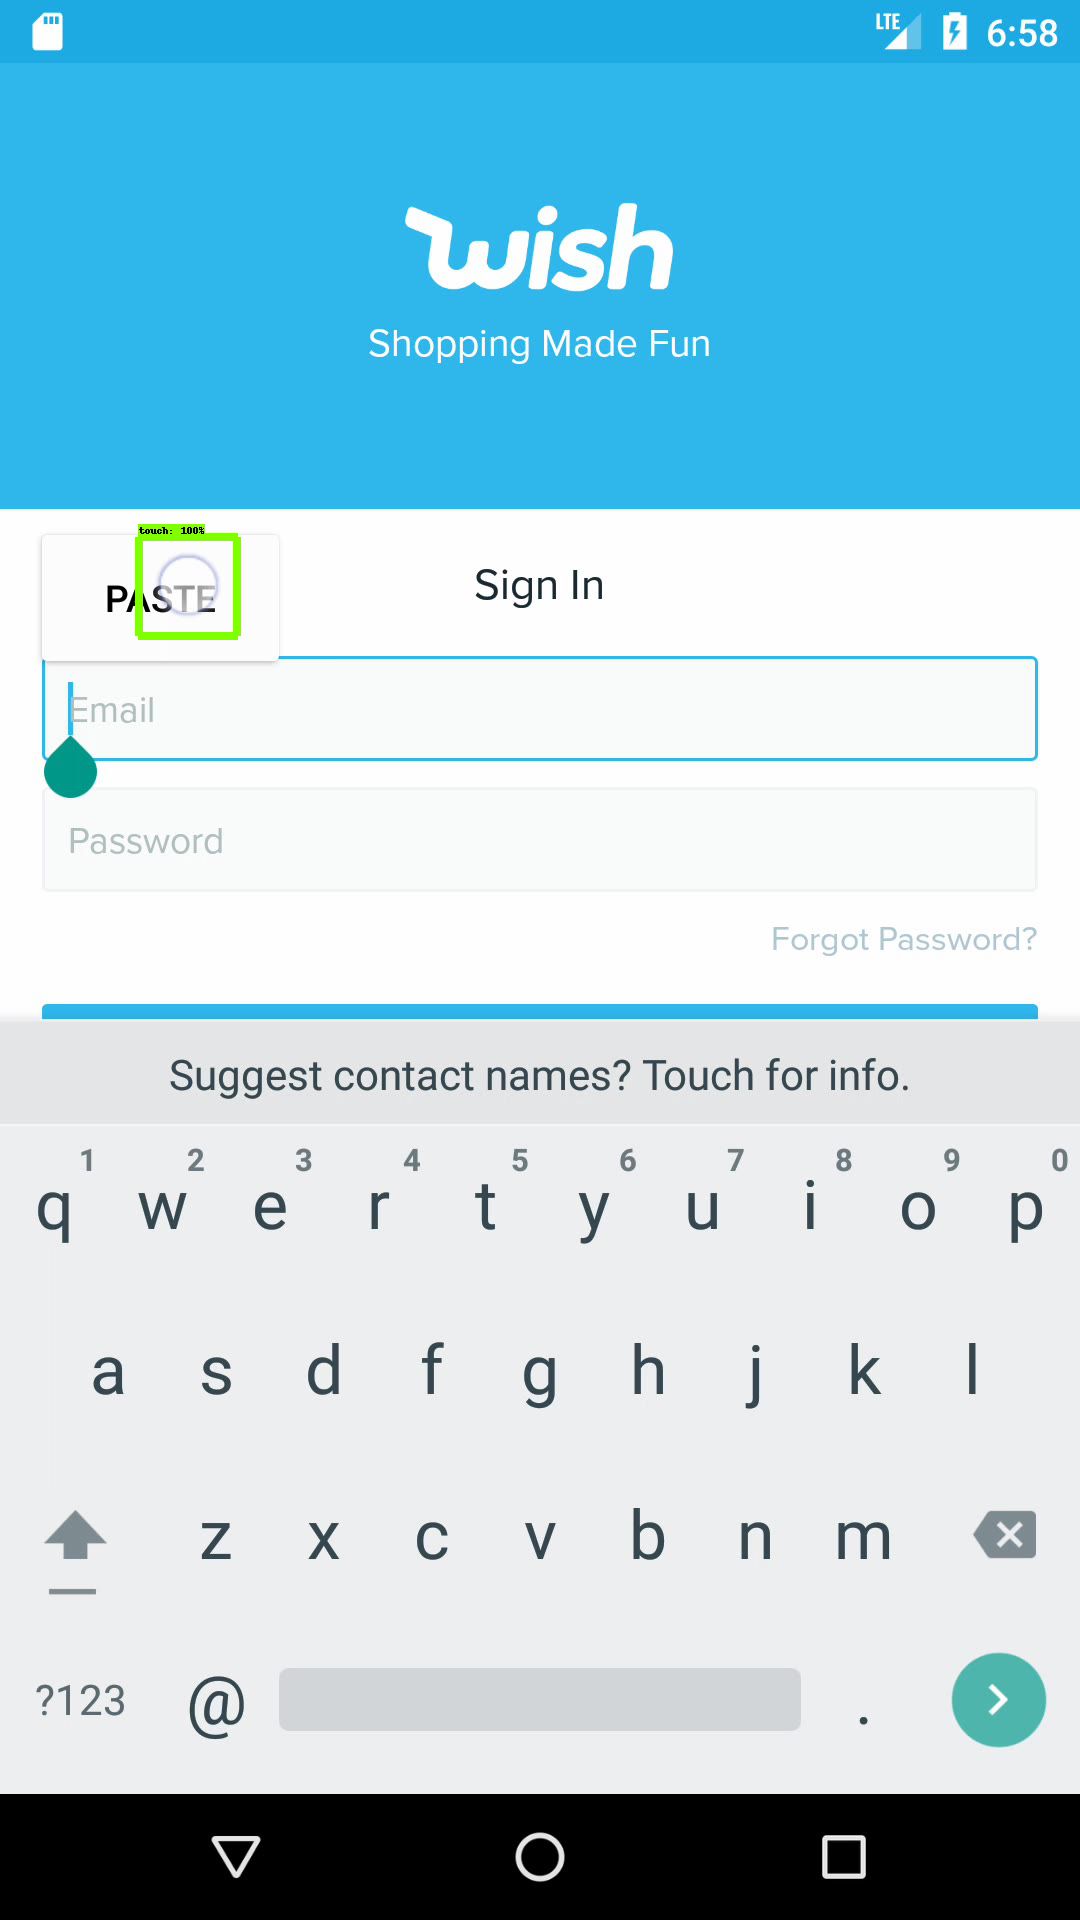 LTE 6:58
wish
Shopping Made Fun
touch: 100%
PASTE
Sign In
Email
Password
Forgot Password?
Suggest contact names? Touch for info.
1 2 3 4 5 6 7 8 9 0
q w e r t y u i o p
a s d f g h j k l
z x c v b n m
?123 @ .